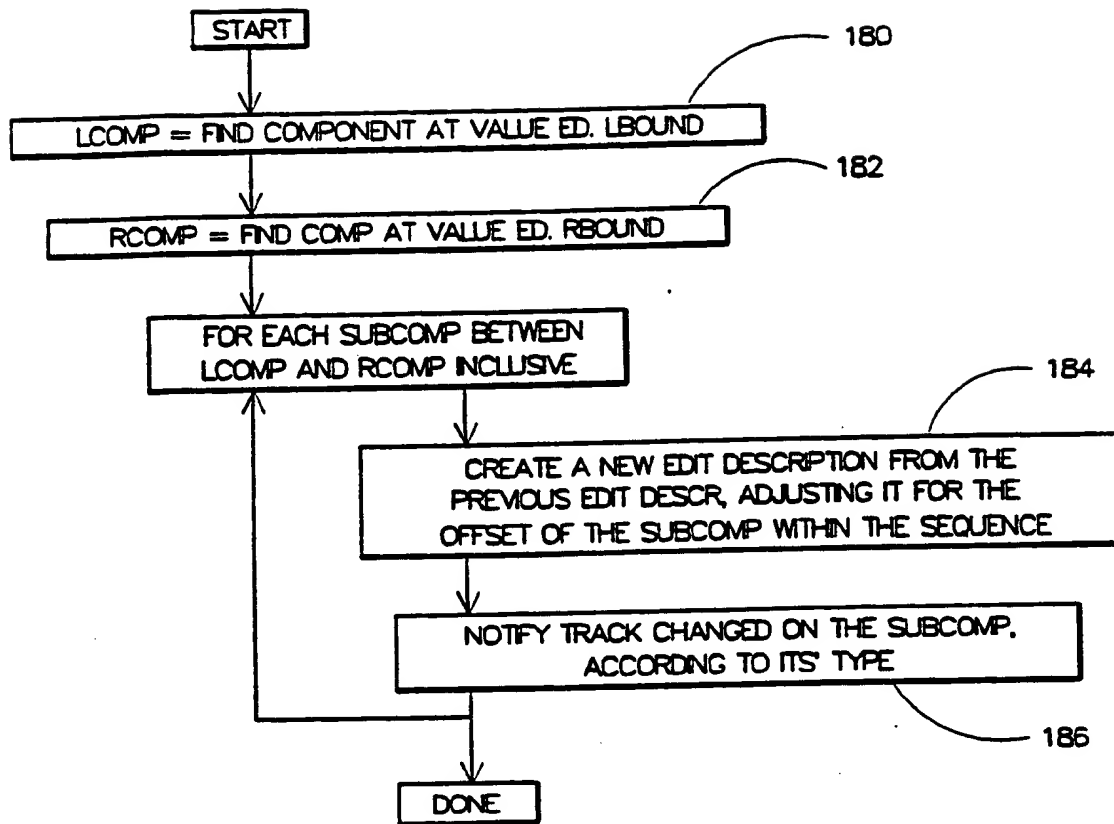 START
180
LCOMP = FIND COMPONENT AT VALUE ED. LBOUND
182
RCOMP = FIND COMP AT VALUE ED. RBOUND
FOR EACH SUBCOMP BETWEEN
LCOMP AND RCOMP INCLUSIVE
184
CREATE A NEW EDIT DESCRIPTION FROM THE
PREVIOUS EDIT DESCR, ADJUSTING IT FOR THE
OFFSET OF THE SUBCOMP WITHIN THE SEQUENCE
NOTIFY TRACK CHANGED ON THE SUBCOMP,
ACCORDING TO ITS' TYPE
186
DONE